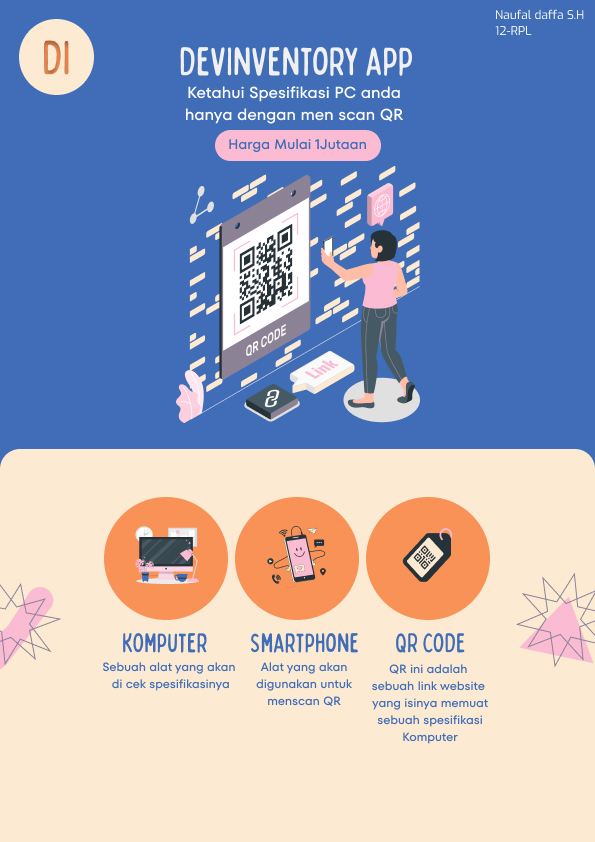 Naufal daffa S.H
12-RPL
DI
DEVINVENTORY APP
Ketahui Spesifikasi PC anda
hanya dengan men scan QR
Harga Mulai 1Jutaan
QR CODE
Link
KOMPUTER
Sebuah alat yang akan
di cek spesifikasinya
SMARTPHONE
Alat yang akan
digunakan untuk
menscan QR
QR CODE
QR ini adalah
sebuah link website
yang isinya memuat
sebuah spesifikasi
Komputer